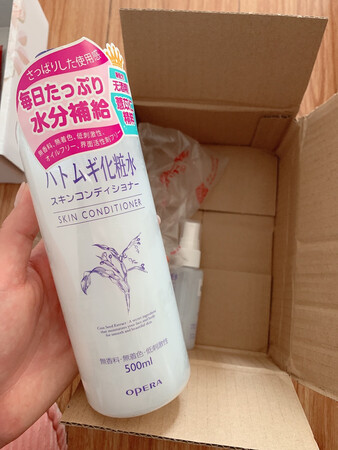 さっぱりした使用感
毎日たっぷり
水分補給
無香料、無着色、低刺激性、
オイルフリー、界面活性剤フリー
ハトムギ化粧水
スキンコンディショナー
SKIN CONDITIONER
無香料・無着色・低刺激性
500ml
OPERA